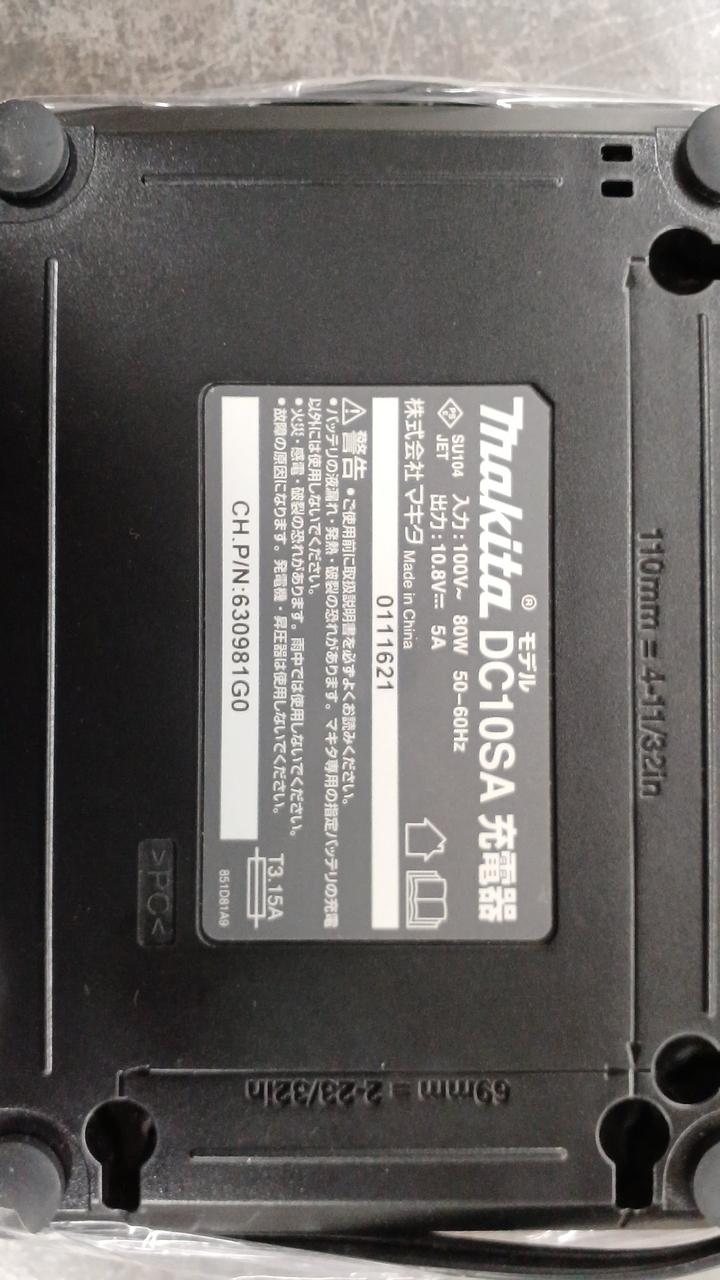 makita® モデル DC10SA 充電器
PS E JET SU104 入力 : 100V~ 80W 50-60Hz
出力 : 10.8V⎓ 5A
株式会社 マキタ Made in China
0111621
⚠ 警告 •ご使用前に取扱説明書を必ずよくお読みください。
•バッテリの液漏れ・発熱・破裂の恐れがあります。マキタ専用の指定バッテリの充電
以外には使用しないでください。
•火災・感電・破裂の恐れがあります。雨中では使用しないでください。
•故障の原因になります。発電機・昇圧器は使用しないでください。
CH.P/N:630981G0
T3.15A
851D81A9
110mm = 4-11/32in
69mm = 2-23/32in
>PC<